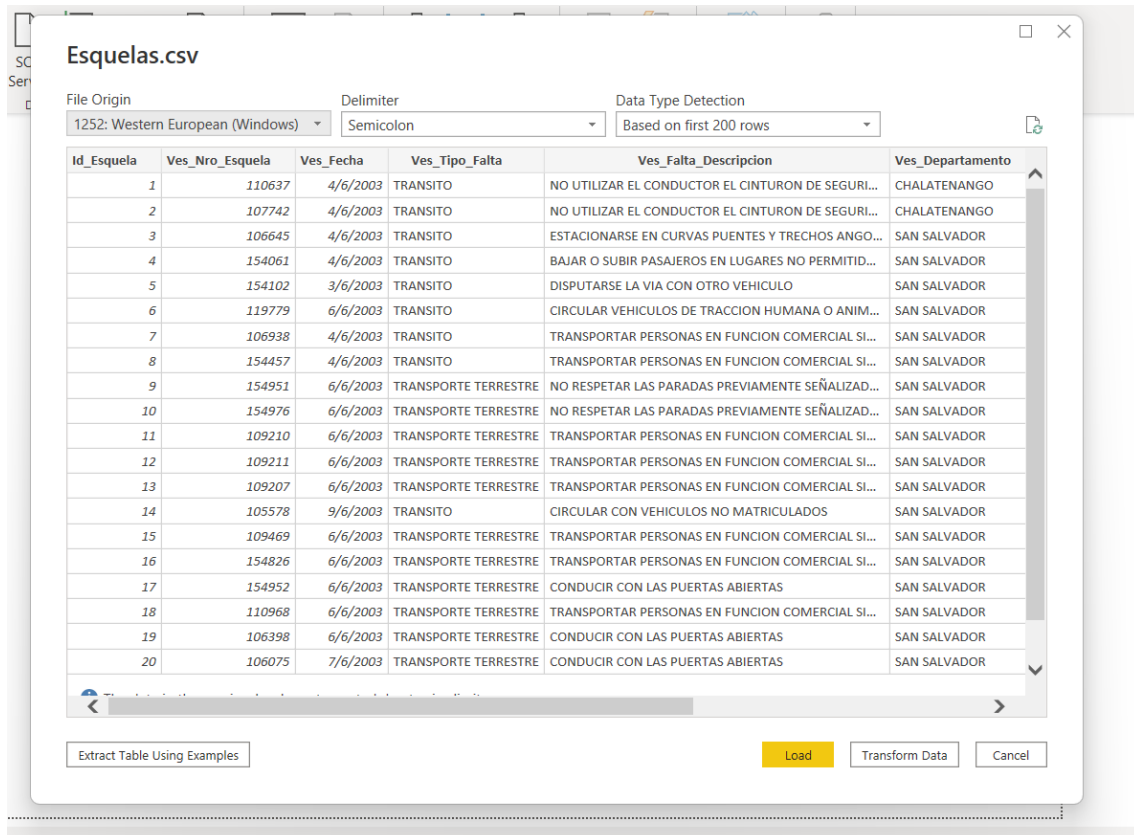 SC
Serv
Esquelas.csv
File Origin Delimiter Data Type Detection
1252: Western European (Windows) Semicolon Based on first 200 rows
Id_Esquela Ves_Nro_Esquela Ves_Fecha Ves_Tipo_Falta Ves_Falta_Descripcion Ves_Departamento
1 110637 4/6/2003 TRANSITO NO UTILIZAR EL CONDUCTOR EL CINTURON DE SEGURI... CHALATENANGO
2 107742 4/6/2003 TRANSITO NO UTILIZAR EL CONDUCTOR EL CINTURON DE SEGURI... CHALATENANGO
3 106645 4/6/2003 TRANSITO ESTACIONARSE EN CURVAS PUENTES Y TRECHOS ANGO... SAN SALVADOR
4 154061 4/6/2003 TRANSITO BAJAR O SUBIR PASAJEROS EN LUGARES NO PERMITID... SAN SALVADOR
5 154102 3/6/2003 TRANSITO DISPUTARSE LA VIA CON OTRO VEHICULO SAN SALVADOR
6 119779 6/6/2003 TRANSITO CIRCULAR VEHICULOS DE TRACCION HUMANA O ANIM... SAN SALVADOR
7 106938 4/6/2003 TRANSITO TRANSPORTAR PERSONAS EN FUNCION COMERCIAL SI... SAN SALVADOR
8 154457 4/6/2003 TRANSITO TRANSPORTAR PERSONAS EN FUNCION COMERCIAL SI... SAN SALVADOR
9 154951 6/6/2003 TRANSPORTE TERRESTRE NO RESPETAR LAS PARADAS PREVIAMENTE SEÑALIZAD... SAN SALVADOR
10 154976 6/6/2003 TRANSPORTE TERRESTRE NO RESPETAR LAS PARADAS PREVIAMENTE SEÑALIZAD... SAN SALVADOR
11 109210 6/6/2003 TRANSPORTE TERRESTRE TRANSPORTAR PERSONAS EN FUNCION COMERCIAL SI... SAN SALVADOR
12 109211 6/6/2003 TRANSPORTE TERRESTRE TRANSPORTAR PERSONAS EN FUNCION COMERCIAL SI... SAN SALVADOR
13 109207 6/6/2003 TRANSPORTE TERRESTRE TRANSPORTAR PERSONAS EN FUNCION COMERCIAL SI... SAN SALVADOR
14 105578 9/6/2003 TRANSITO CIRCULAR CON VEHICULOS NO MATRICULADOS SAN SALVADOR
15 109469 6/6/2003 TRANSPORTE TERRESTRE TRANSPORTAR PERSONAS EN FUNCION COMERCIAL SI... SAN SALVADOR
16 154826 6/6/2003 TRANSPORTE TERRESTRE TRANSPORTAR PERSONAS EN FUNCION COMERCIAL SI... SAN SALVADOR
17 154952 6/6/2003 TRANSPORTE TERRESTRE CONDUCIR CON LAS PUERTAS ABIERTAS SAN SALVADOR
18 110968 6/6/2003 TRANSPORTE TERRESTRE TRANSPORTAR PERSONAS EN FUNCION COMERCIAL SI... SAN SALVADOR
19 106398 6/6/2003 TRANSPORTE TERRESTRE CONDUCIR CON LAS PUERTAS ABIERTAS SAN SALVADOR
20 106075 7/6/2003 TRANSPORTE TERRESTRE CONDUCIR CON LAS PUERTAS ABIERTAS SAN SALVADOR
Extract Table Using Examples Load Transform Data Cancel